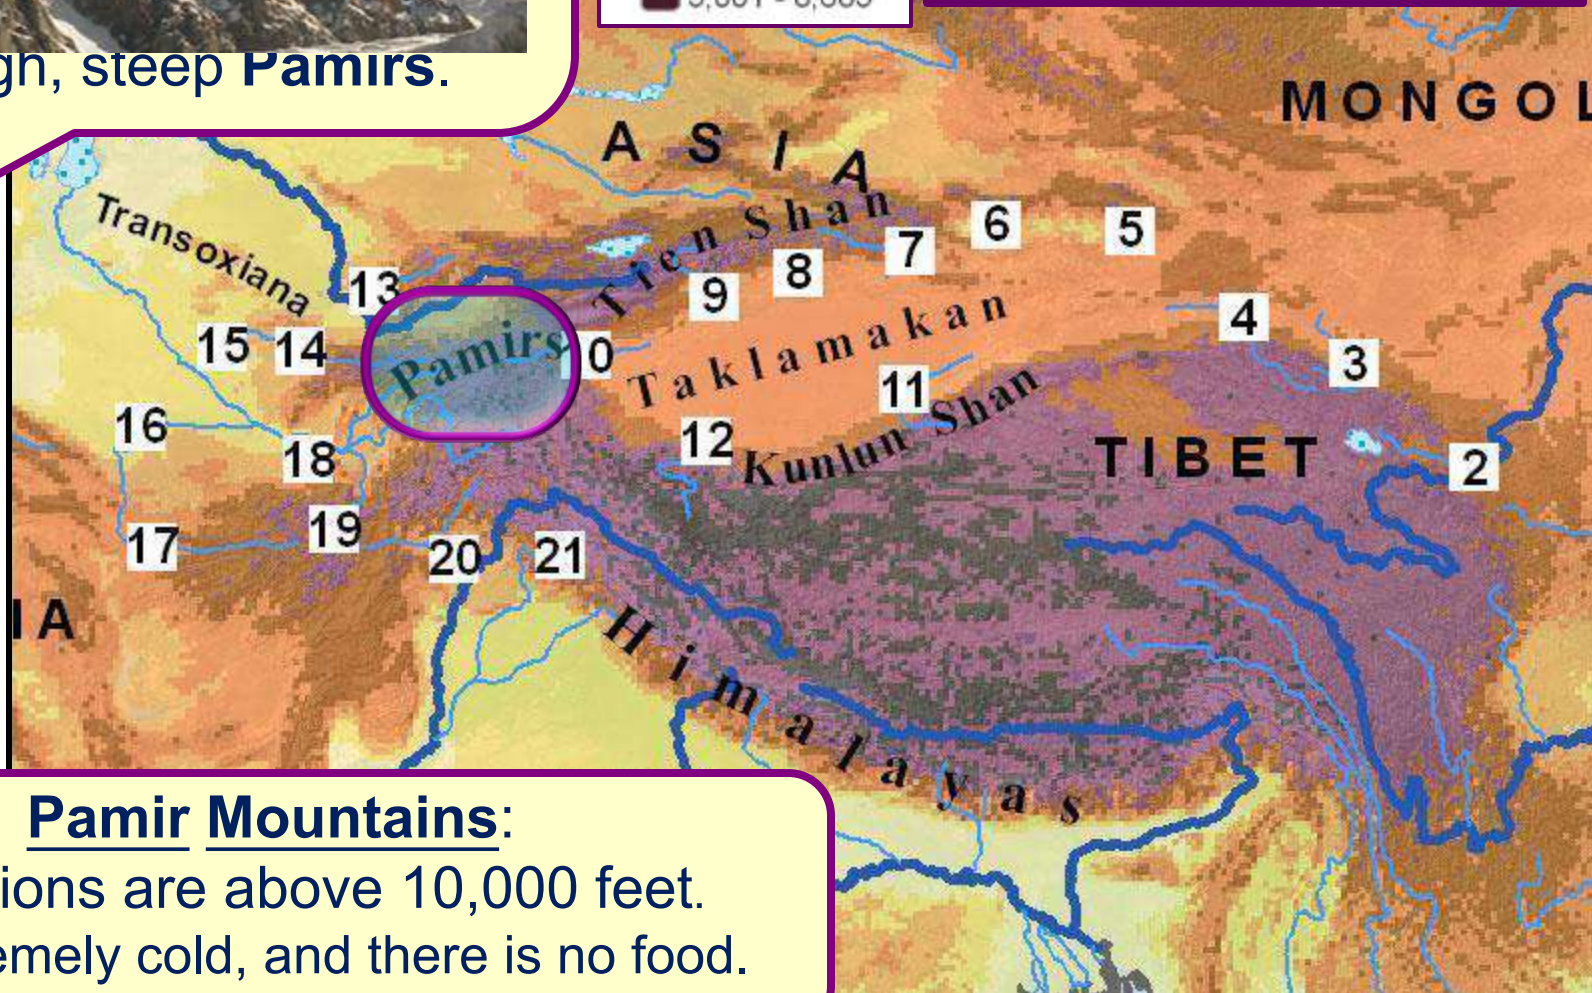 gh, steep Pamirs.
MONGOL
ASIA
Transoxiana
Tien Shan
6
5
7
8
9
13
4
15
14
Pamirs
0
Taklamakan
3
11
16
12
Kunlun Shan
TIBET
18
2
19
17
20
21
IA
Himalayas
Pamir Mountains:
ions are above 10,000 feet.
emely cold, and there is no food.